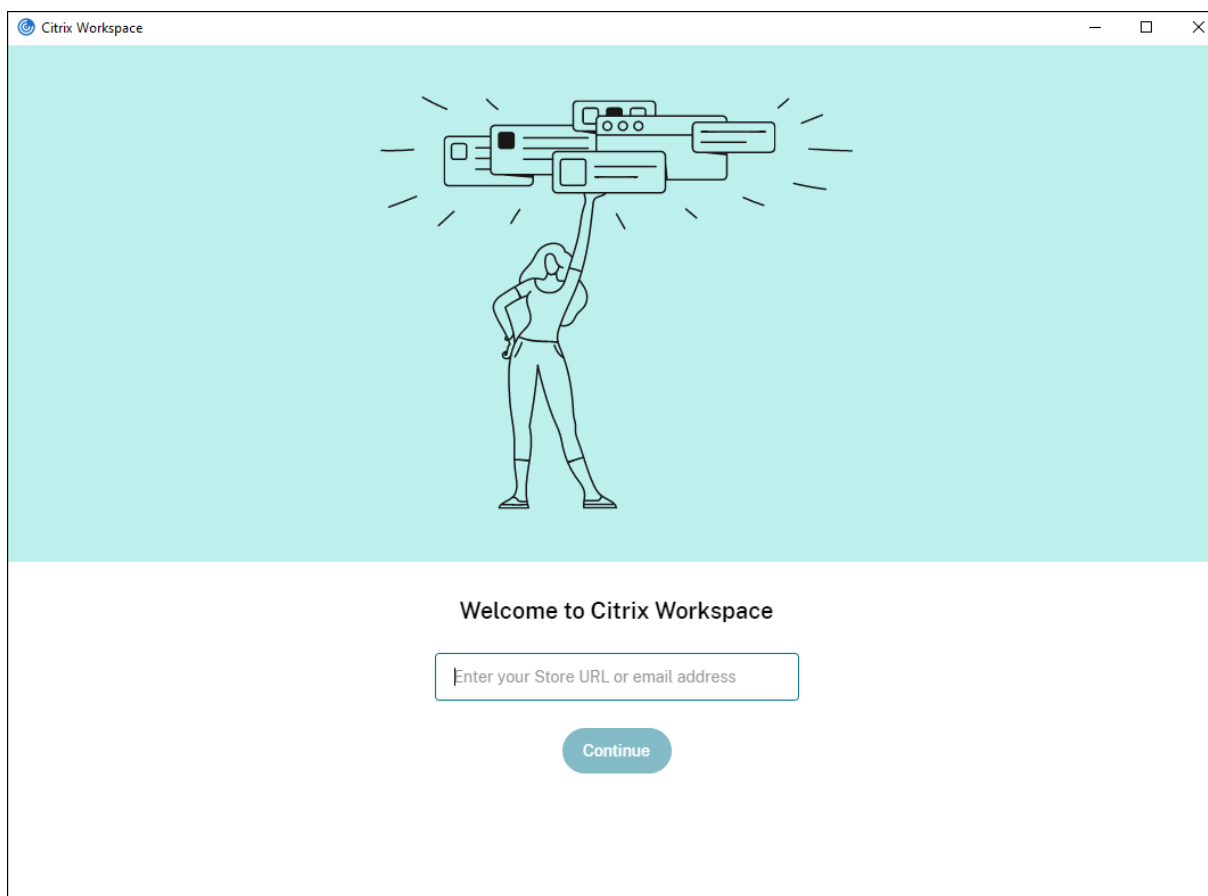 Citrix Workspace
Welcome to Citrix Workspace
Enter your Store URL or email address
Continue